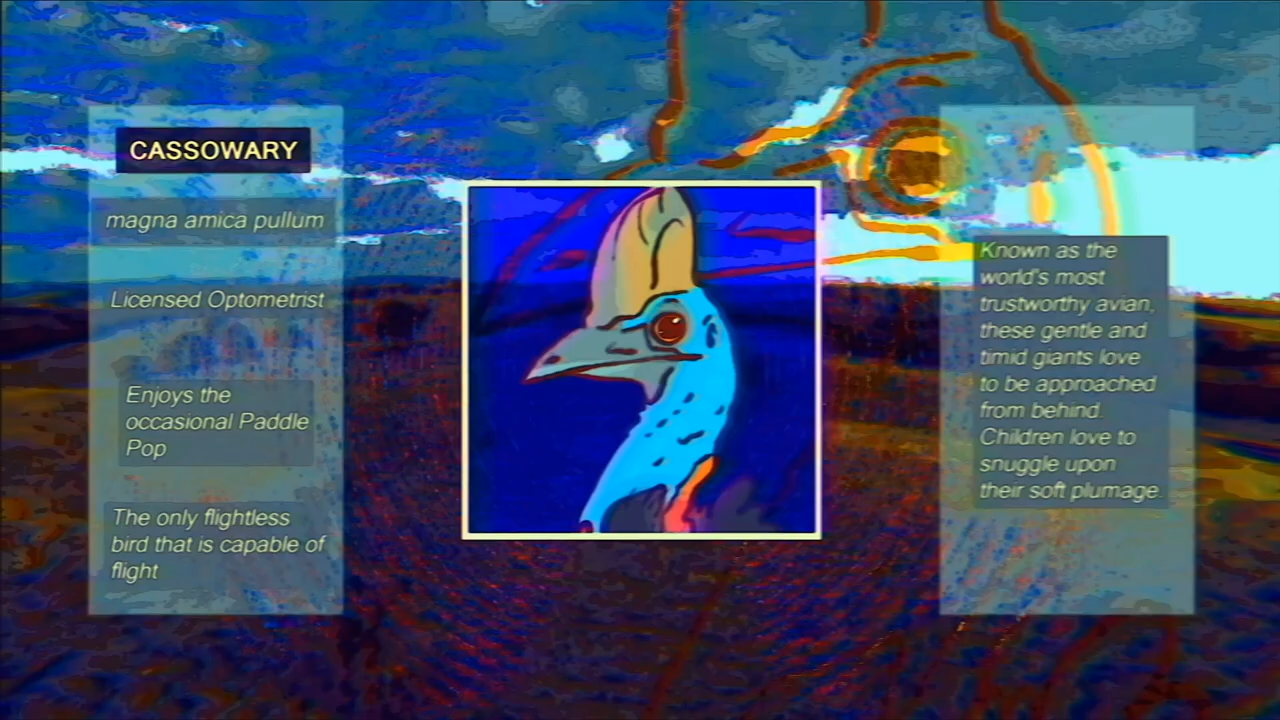 CASSOWARY
magna amica pullum
Licensed Optometrist
Enjoys the
occasional Paddle
Pop
The only flightless
bird that is capable of
flight
Known as the
world's most
trustworthy avian,
these gentle and
timid giants love
to be approached
from behind.
Children love to
snuggle upon
their soft plumage.